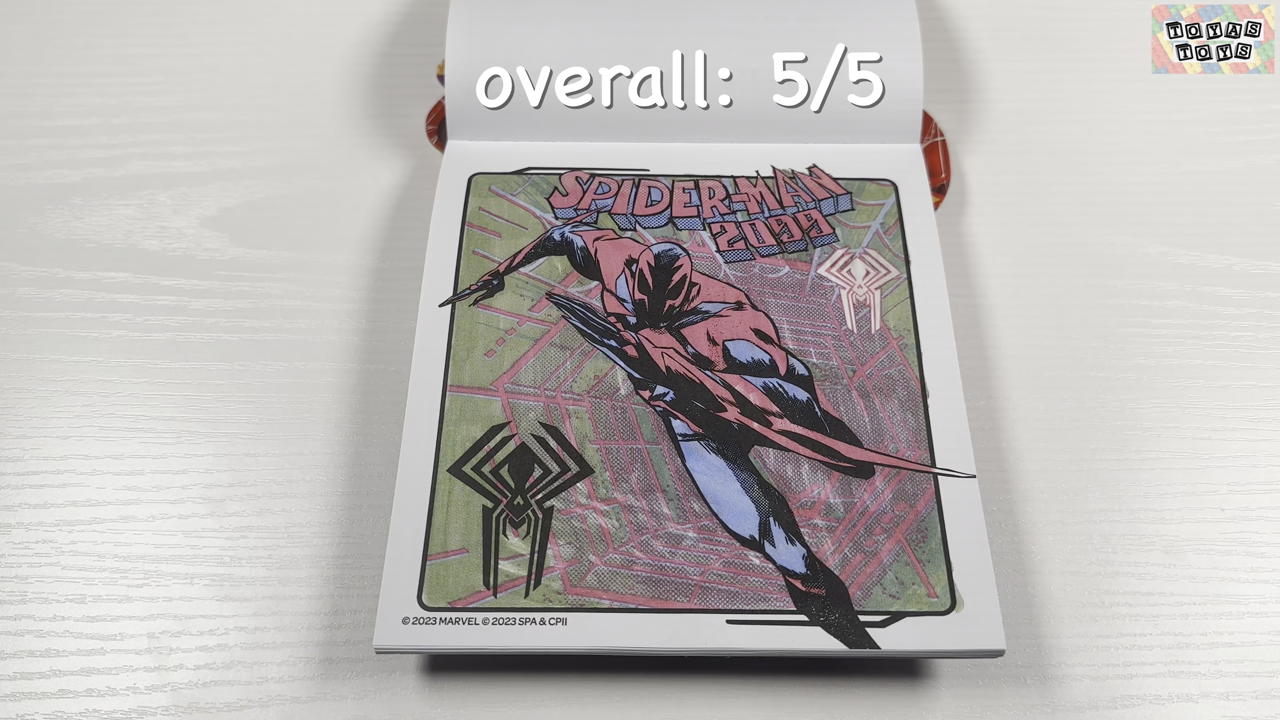 TOYAS
TOYS
overall: 5/5
SPIDER-MAN
2099
© 2023 MARVEL © 2023 SPA & CPII